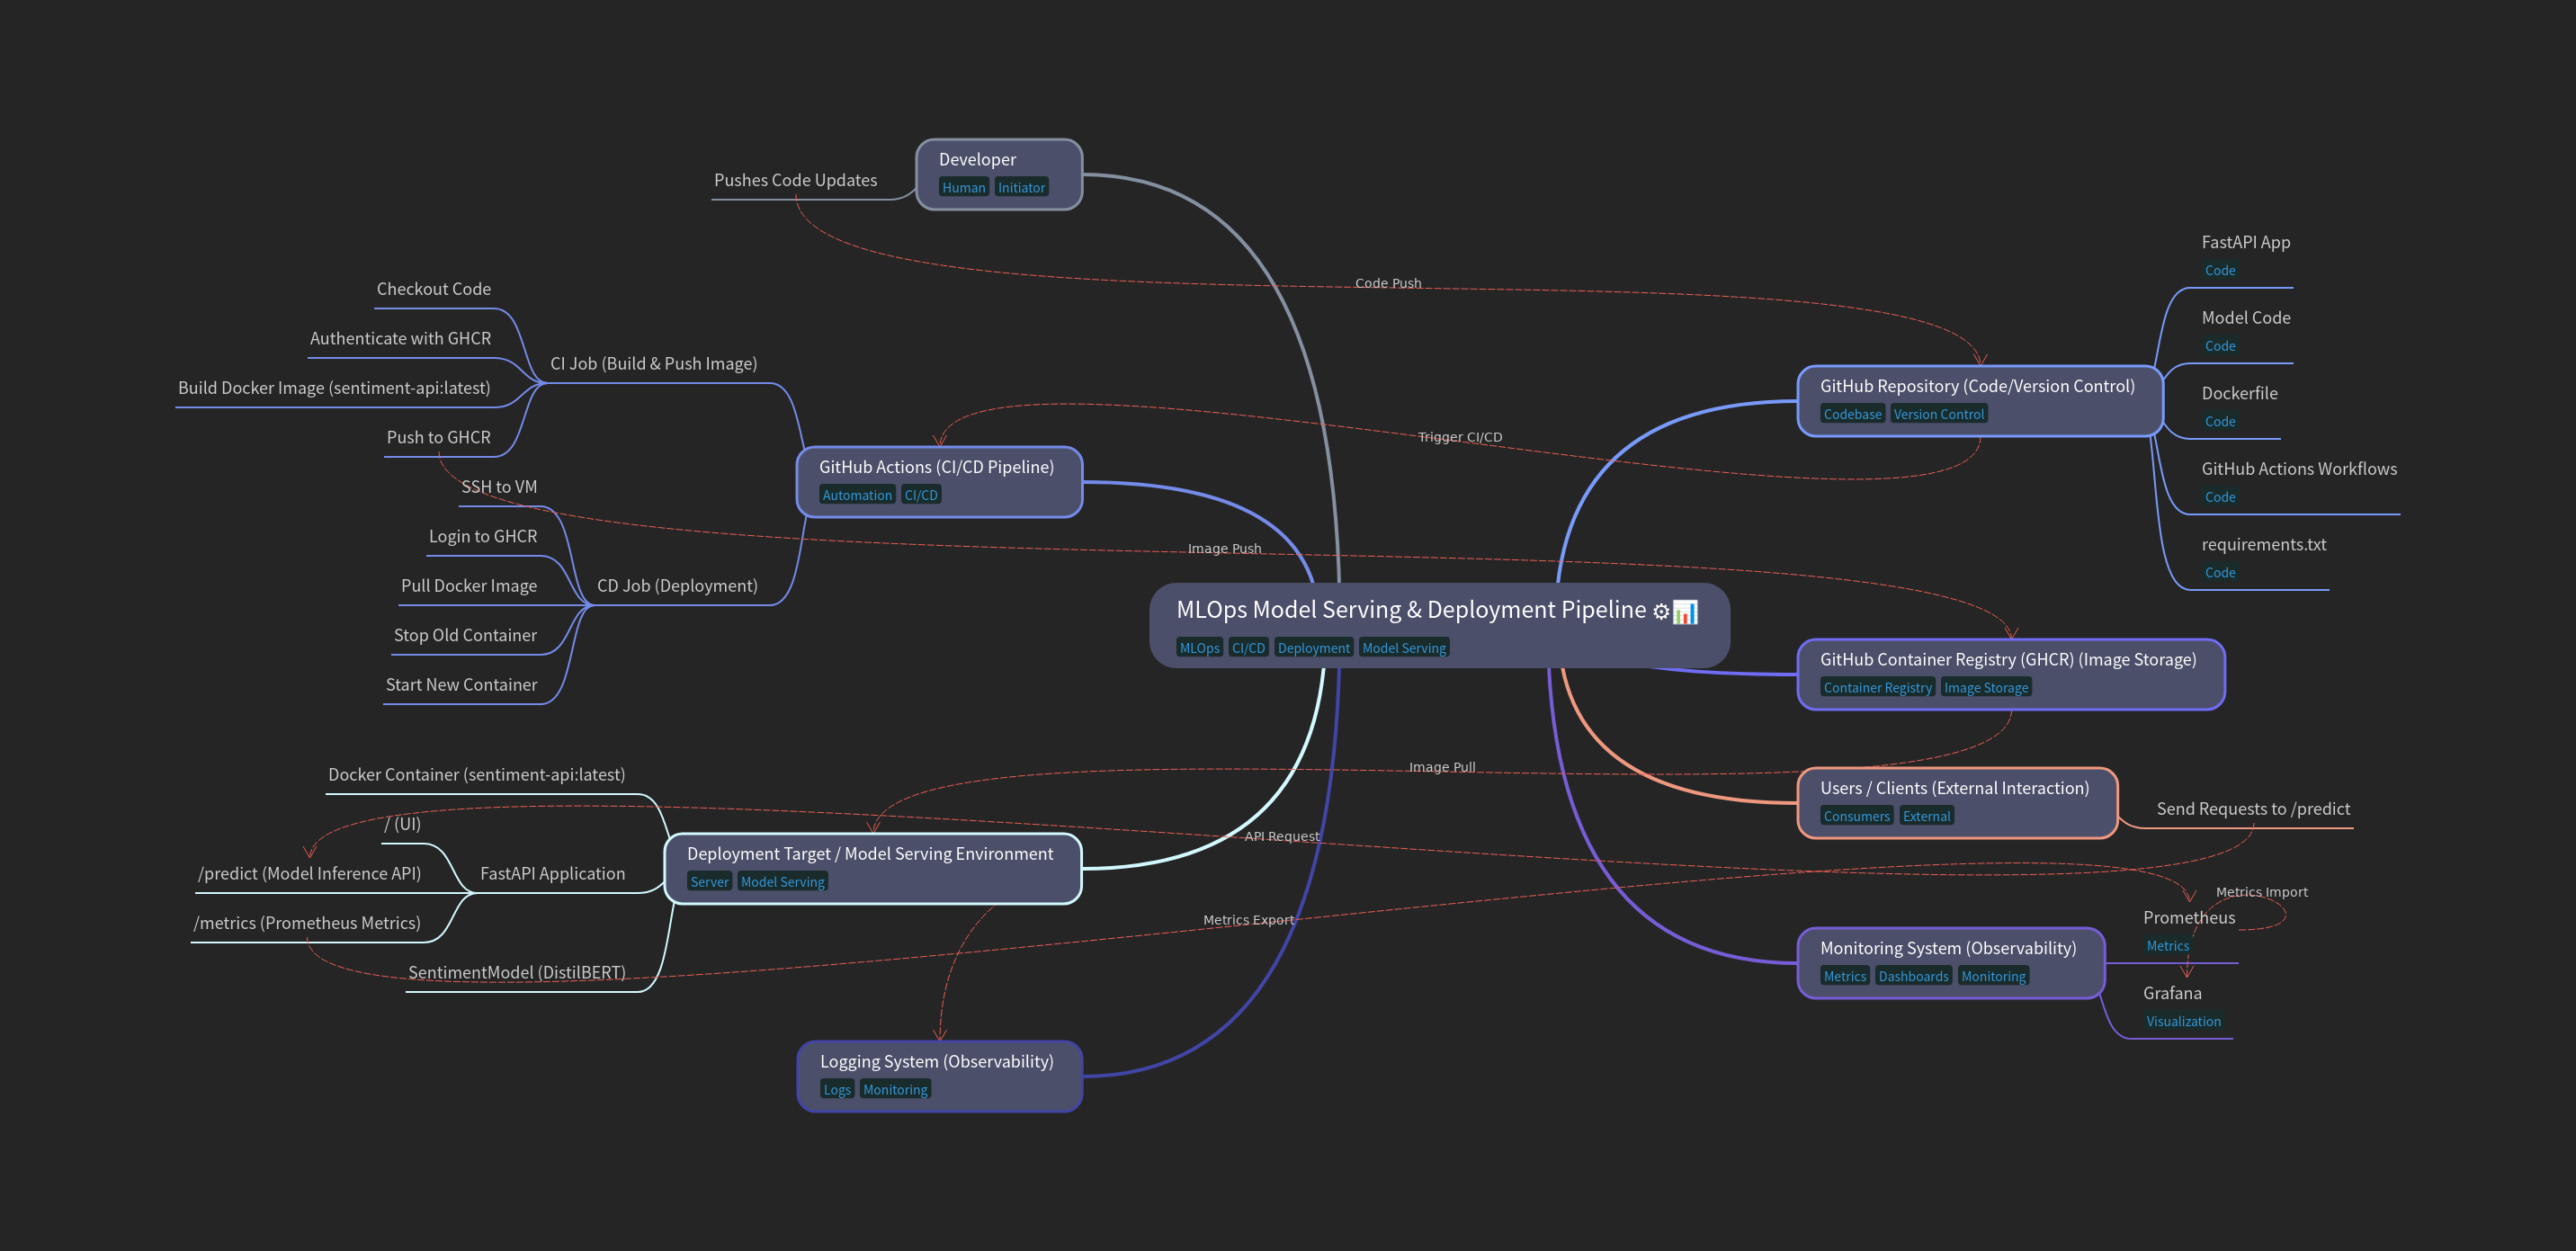 Developer
Human Initiator
Pushes Code Updates
Code Push
FastAPI App
Code
Model Code
Code
Dockerfile
Code
GitHub Actions Workflows
Code
requirements.txt
Code
GitHub Repository (Code/Version Control)
Codebase Version Control
Trigger CI/CD
Checkout Code
Authenticate with GHCR
Build Docker Image (sentiment-api:latest)
Push to GHCR
CI Job (Build & Push Image)
GitHub Actions (CI/CD Pipeline)
Automation CI/CD
SSH to VM
Login to GHCR
Pull Docker Image
Stop Old Container
Start New Container
CD Job (Deployment)
Image Push
MLOps Model Serving & Deployment Pipeline ⚙📊
MLOps CI/CD Deployment Model Serving
GitHub Container Registry (GHCR) (Image Storage)
Container Registry Image Storage
Image Pull
Users / Clients (External Interaction)
Consumers External
Send Requests to /predict
API Request
Docker Container (sentiment-api:latest)
/ (UI)
/predict (Model Inference API)
/metrics (Prometheus Metrics)
FastAPI Application
SentimentModel (DistilBERT)
Deployment Target / Model Serving Environment
Server Model Serving
Metrics Export
Metrics Import
Prometheus
Metrics
Grafana
Visualization
Monitoring System (Observability)
Metrics Dashboards Monitoring
Logging System (Observability)
Logs Monitoring